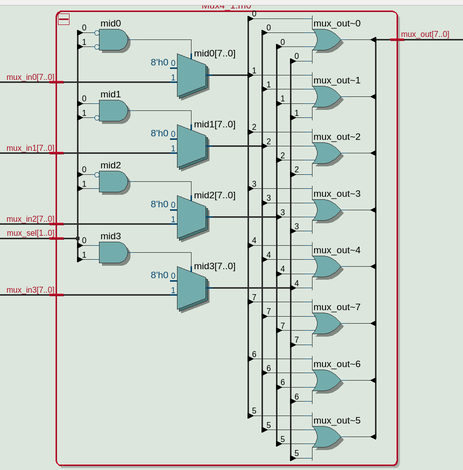 Mux4_1:m0
mid0
0
1
mux_in0[7..0]
mid0[7..0]
8'h0 0
1
mid1
0
1
mux_in1[7..0]
mid1[7..0]
8'h0 0
1
mid2
0
1
mux_in2[7..0]
mux_sel[1..0]
mid2[7..0]
8'h0 0
1
mid3
0
1
mux_in3[7..0]
mid3[7..0]
8'h0 0
1
0
0
0
0
mux_out~0
mux_out[7..0]
1
1
1
1
mux_out~1
2
2
2
2
mux_out~2
3
3
3
3
mux_out~3
4
4
4
4
mux_out~4
7
7
7
7
mux_out~7
6
6
6
6
mux_out~6
5
5
5
5
mux_out~5